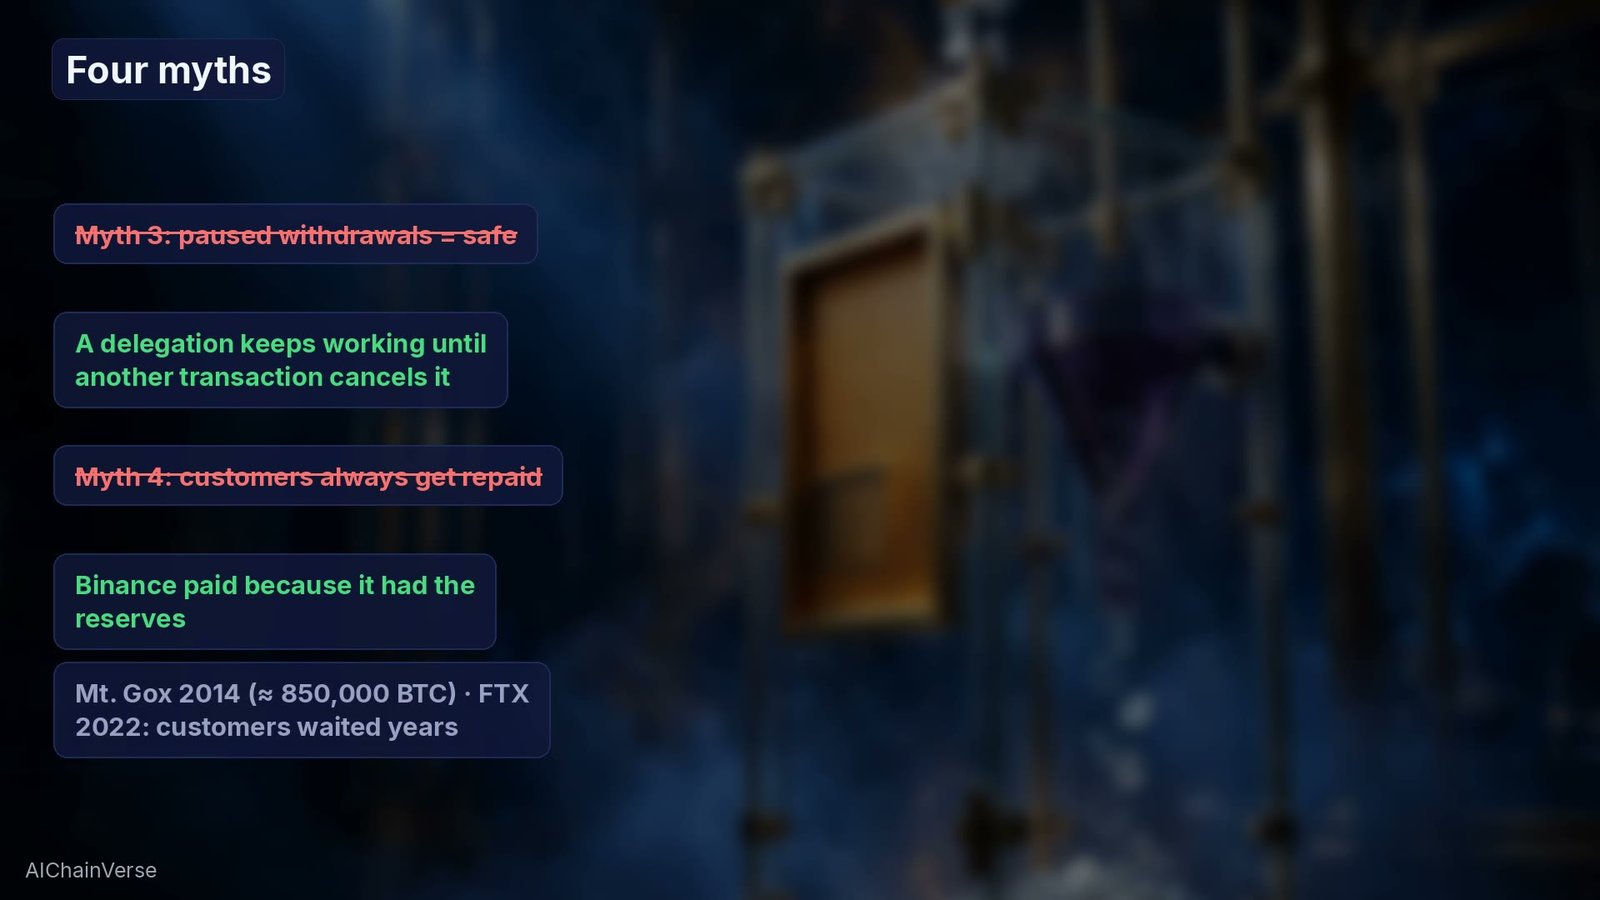 Four myths
Myth 3: paused withdrawals = safe
A delegation keeps working until
another transaction cancels it
Myth 4: customers always get repaid
Binance paid because it had the
reserves
Mt. Gox 2014 (≈ 850,000 BTC) · FTX
2022: customers waited years
AIChainVerse